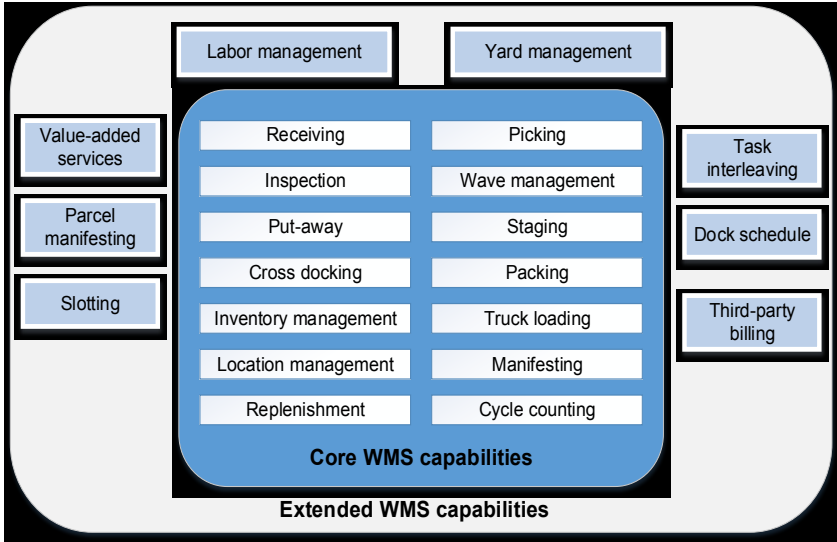 Labor management
Yard management
Value-added
services
Parcel
manifesting
Slotting
Receiving
Inspection
Put-away
Cross docking
Inventory management
Location management
Replenishment
Picking
Wave management
Staging
Packing
Truck loading
Manifesting
Cycle counting
Task
interleaving
Dock schedule
Third-party
billing
Core WMS capabilities
Extended WMS capabilities